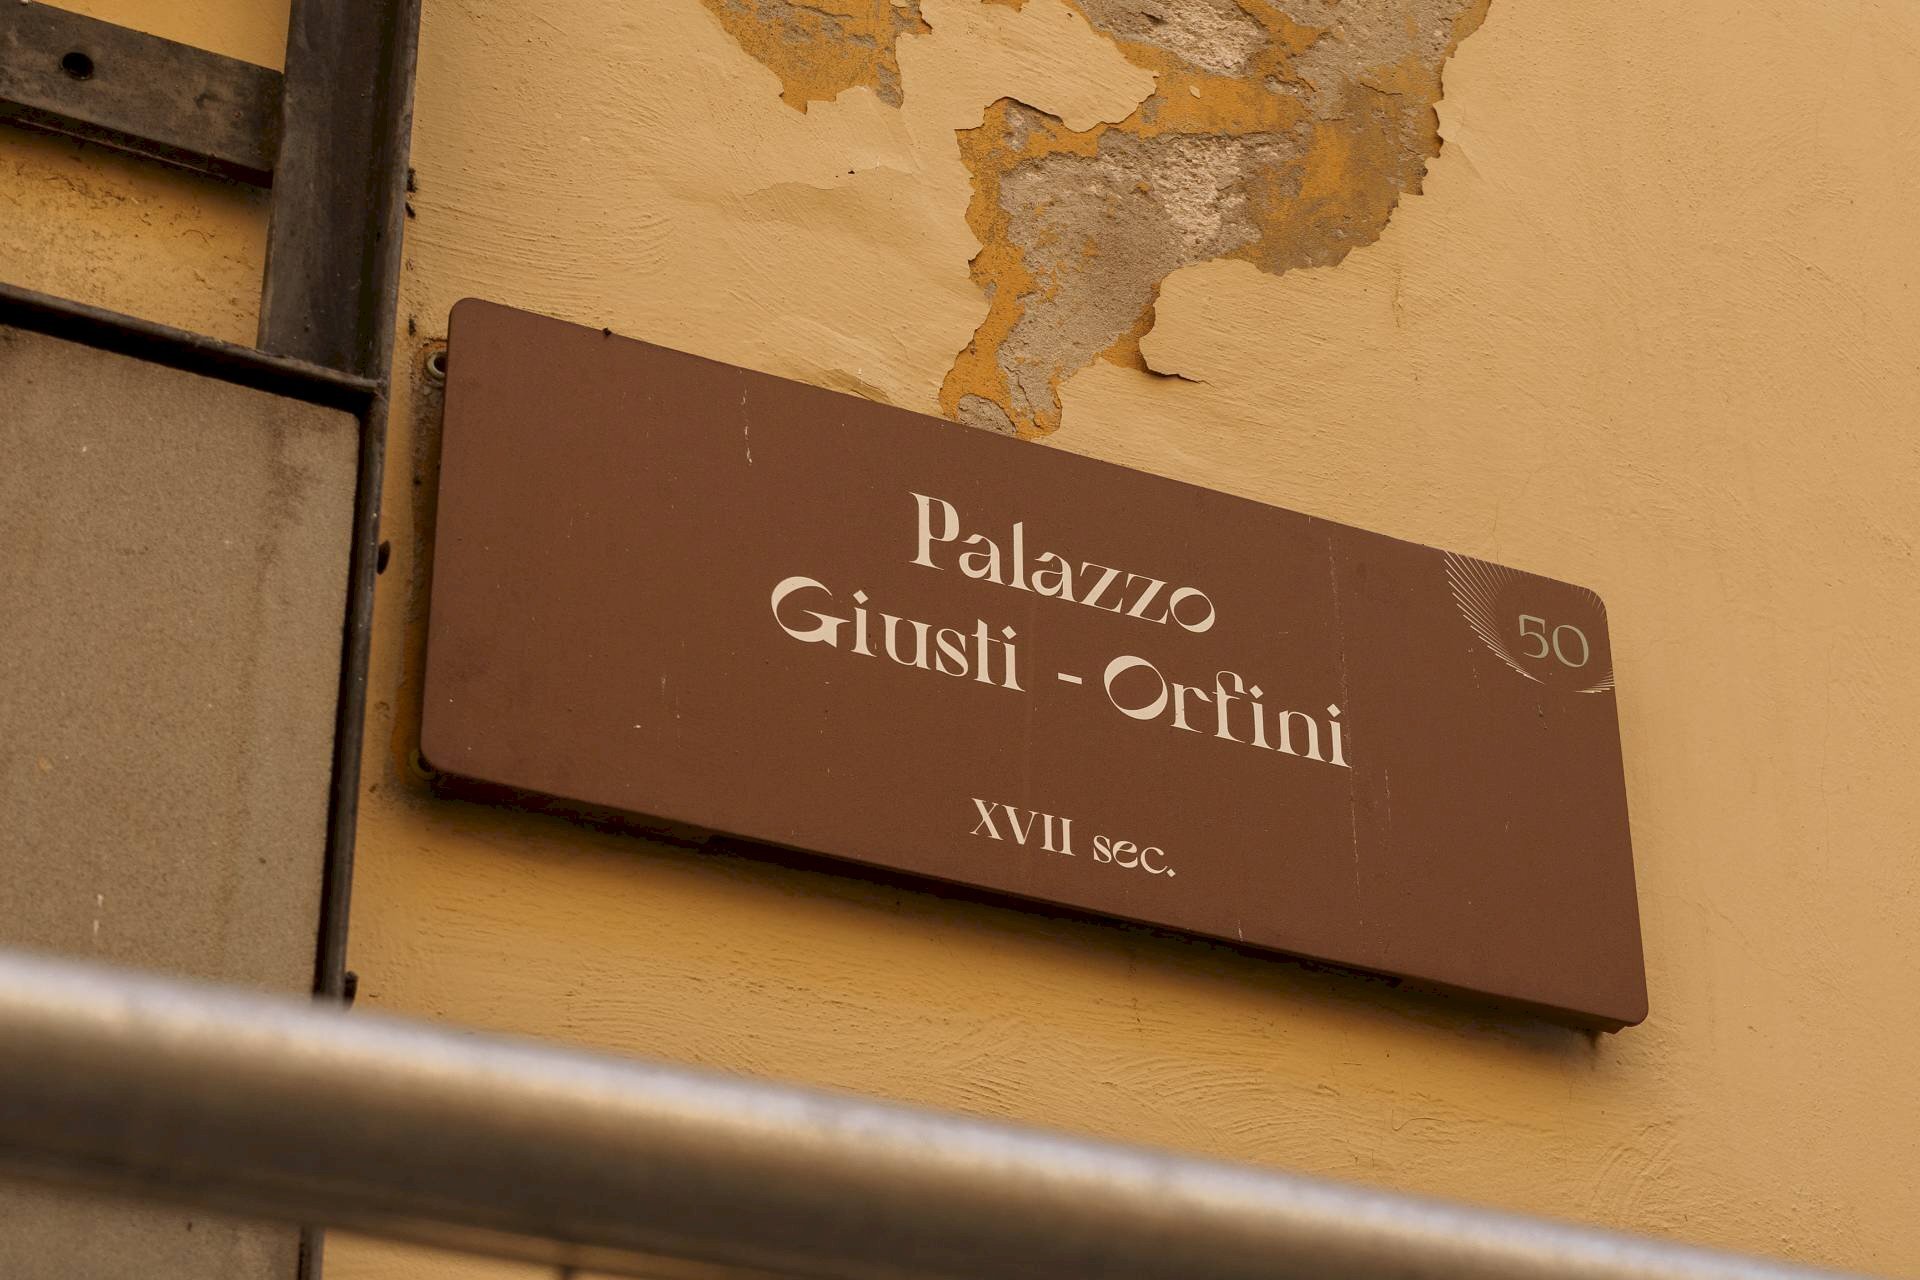 Palazzo
Giusti - Orfini
XVII sec.
50